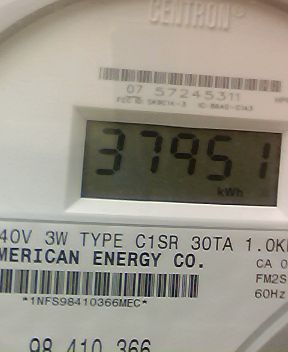 CENTRON®
07 57245311
37951
kWh
40V 3W TYPE C1SR 30TA 1.0K
MERICAN ENERGY CO.
CA 0
FM2S
60Hz
*1NFS98410366MEC*
98 410 366